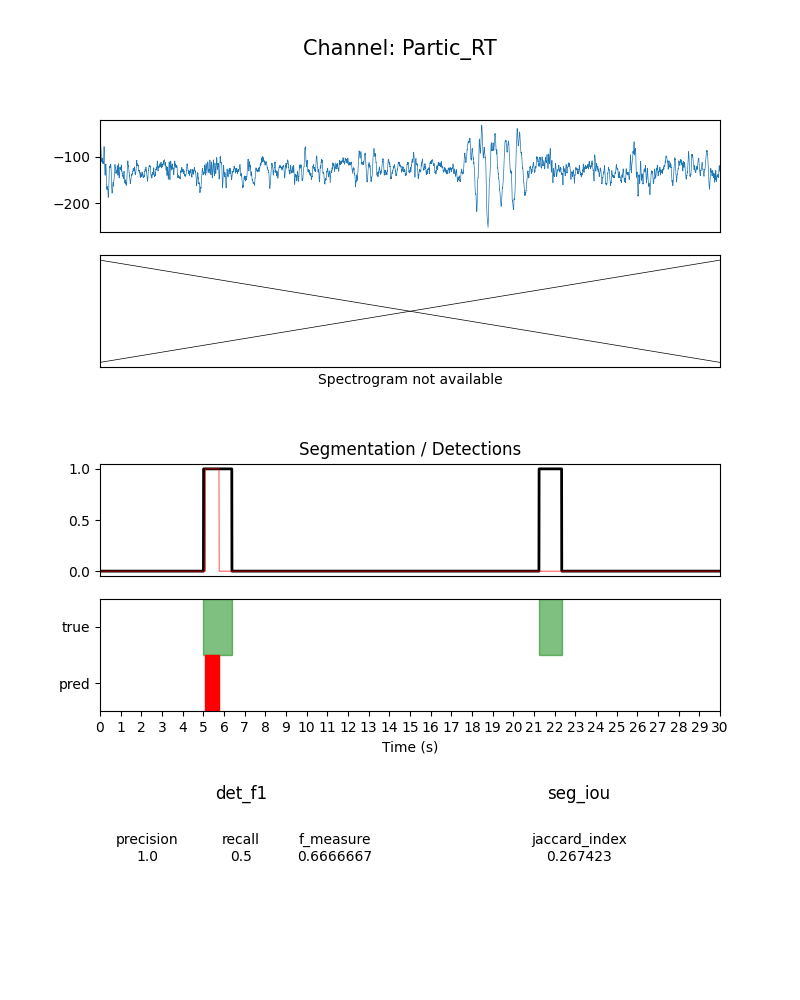 Channel: Partic_RT
−100
−200
Spectrogram not available
Segmentation / Detections
1.0
0.5
0.0
true
pred
0 1 2 3 4 5 6 7 8 9 10 11 12 13 14 15 16 17 18 19 20 21 22 23 24 25 26 27 28 29 30
Time (s)
det_f1 seg_iou
precision recall f_measure jaccard_index
1.0 0.5 0.6666667 0.267423